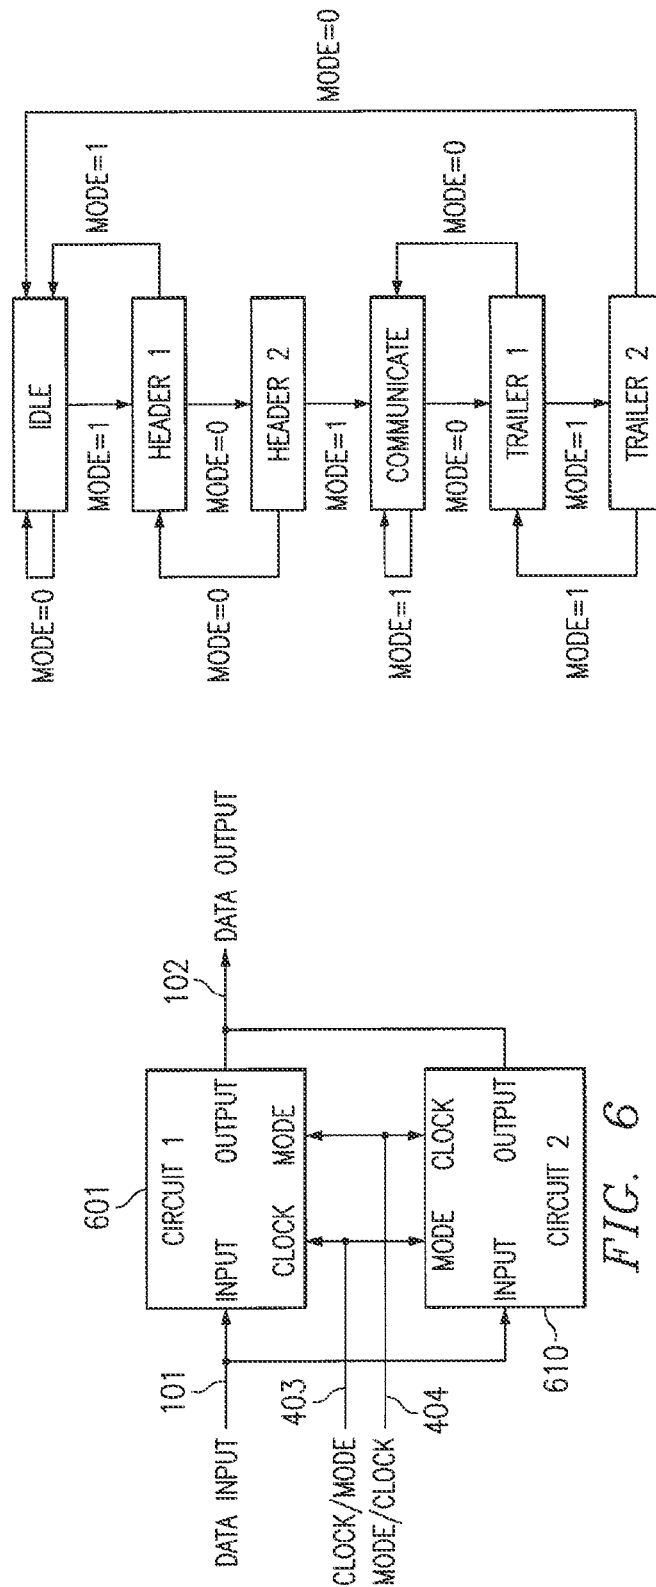 MODE=0
IDLE
MODE=0
MODE=1
MODE=1
HEADER 1
MODE=0
HEADER 2
MODE=0
MODE=1
COMMUNICATE
MODE=1
MODE=0
MODE=0
TRAILER 1
MODE=1
TRAILER 2
MODE=1
DATA INPUT
101
601
CIRCUIT 1
INPUT
OUTPUT
CLOCK
MODE
102
DATA OUTPUT
CLOCK/MODE
403
MODE/CLOCK
404
MODE
CLOCK
INPUT
OUTPUT
CIRCUIT 2
610
FIG. 6